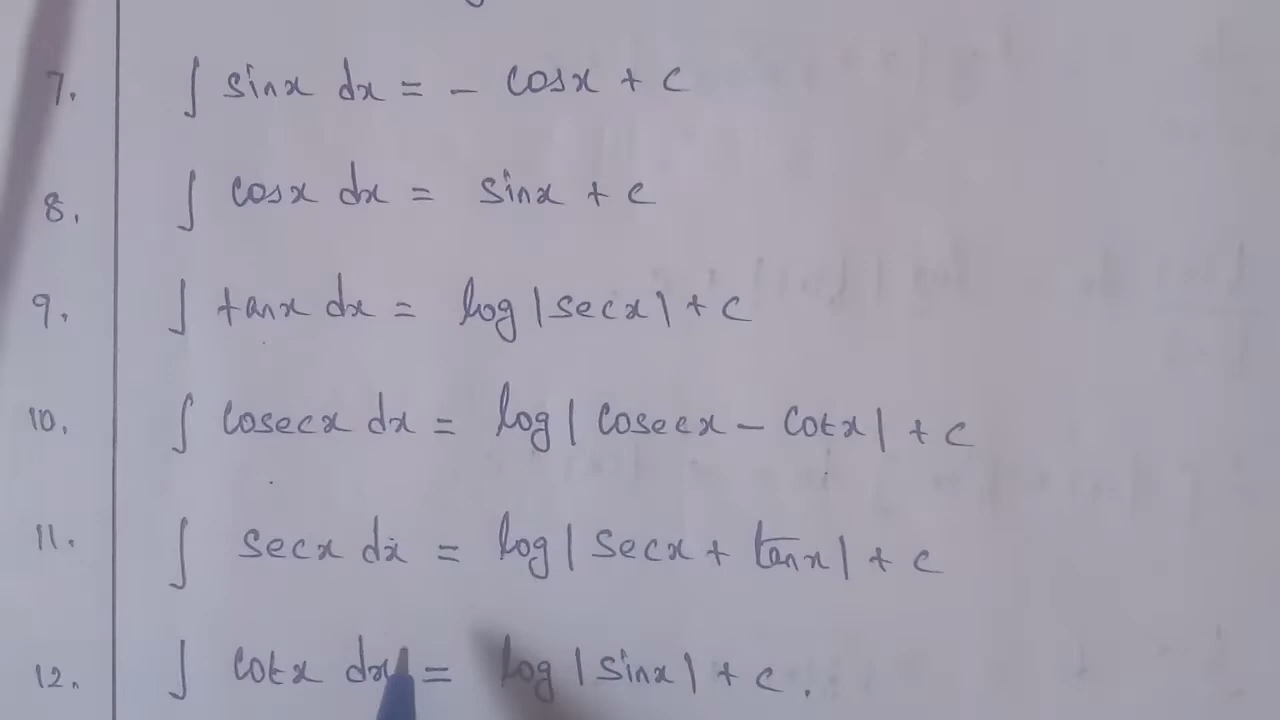 7. ∫ sinx dx = - cosx + c
8. ∫ cosx dx = sinx + c
9. ∫ tanx dx = log|secx| + c
10. ∫ cosecx dx = log|cosecx - cotx| + c
11. ∫ secx dx = log|secx + tanx| + c
12. ∫ cotx dx = log|sinx| + c.